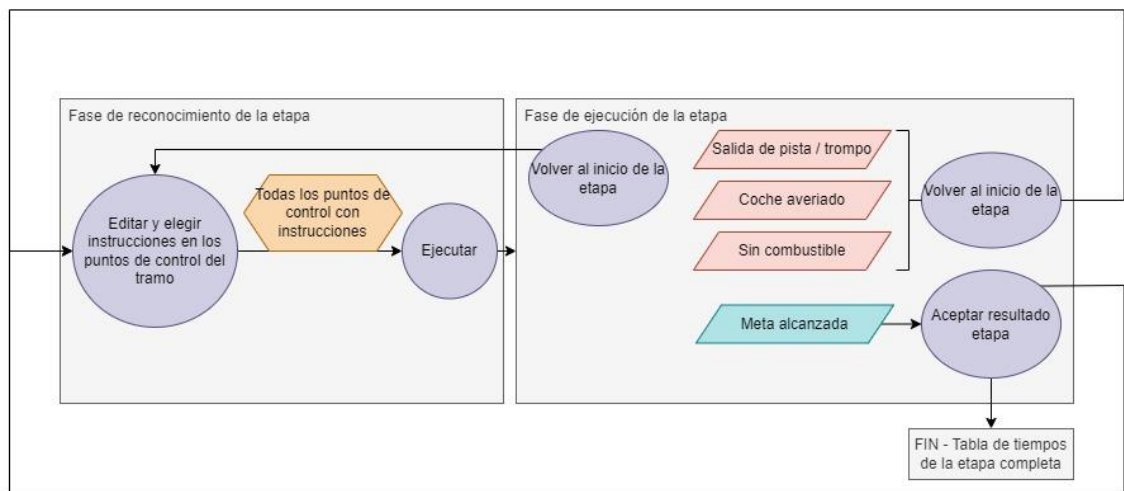 Fase de reconocimiento de la etapa
Editar y elegir
instrucciones en los
puntos de control del
tramo
Todas los puntos de
control con
instrucciones
Ejecutar
Fase de ejecución de la etapa
Volver al inicio de la
etapa
Salida de pista / trompo
Coche averiado
Sin combustible
Volver al inicio de la
etapa
Meta alcanzada
Aceptar resultado
etapa
FIN - Tabla de tiempos
de la etapa completa